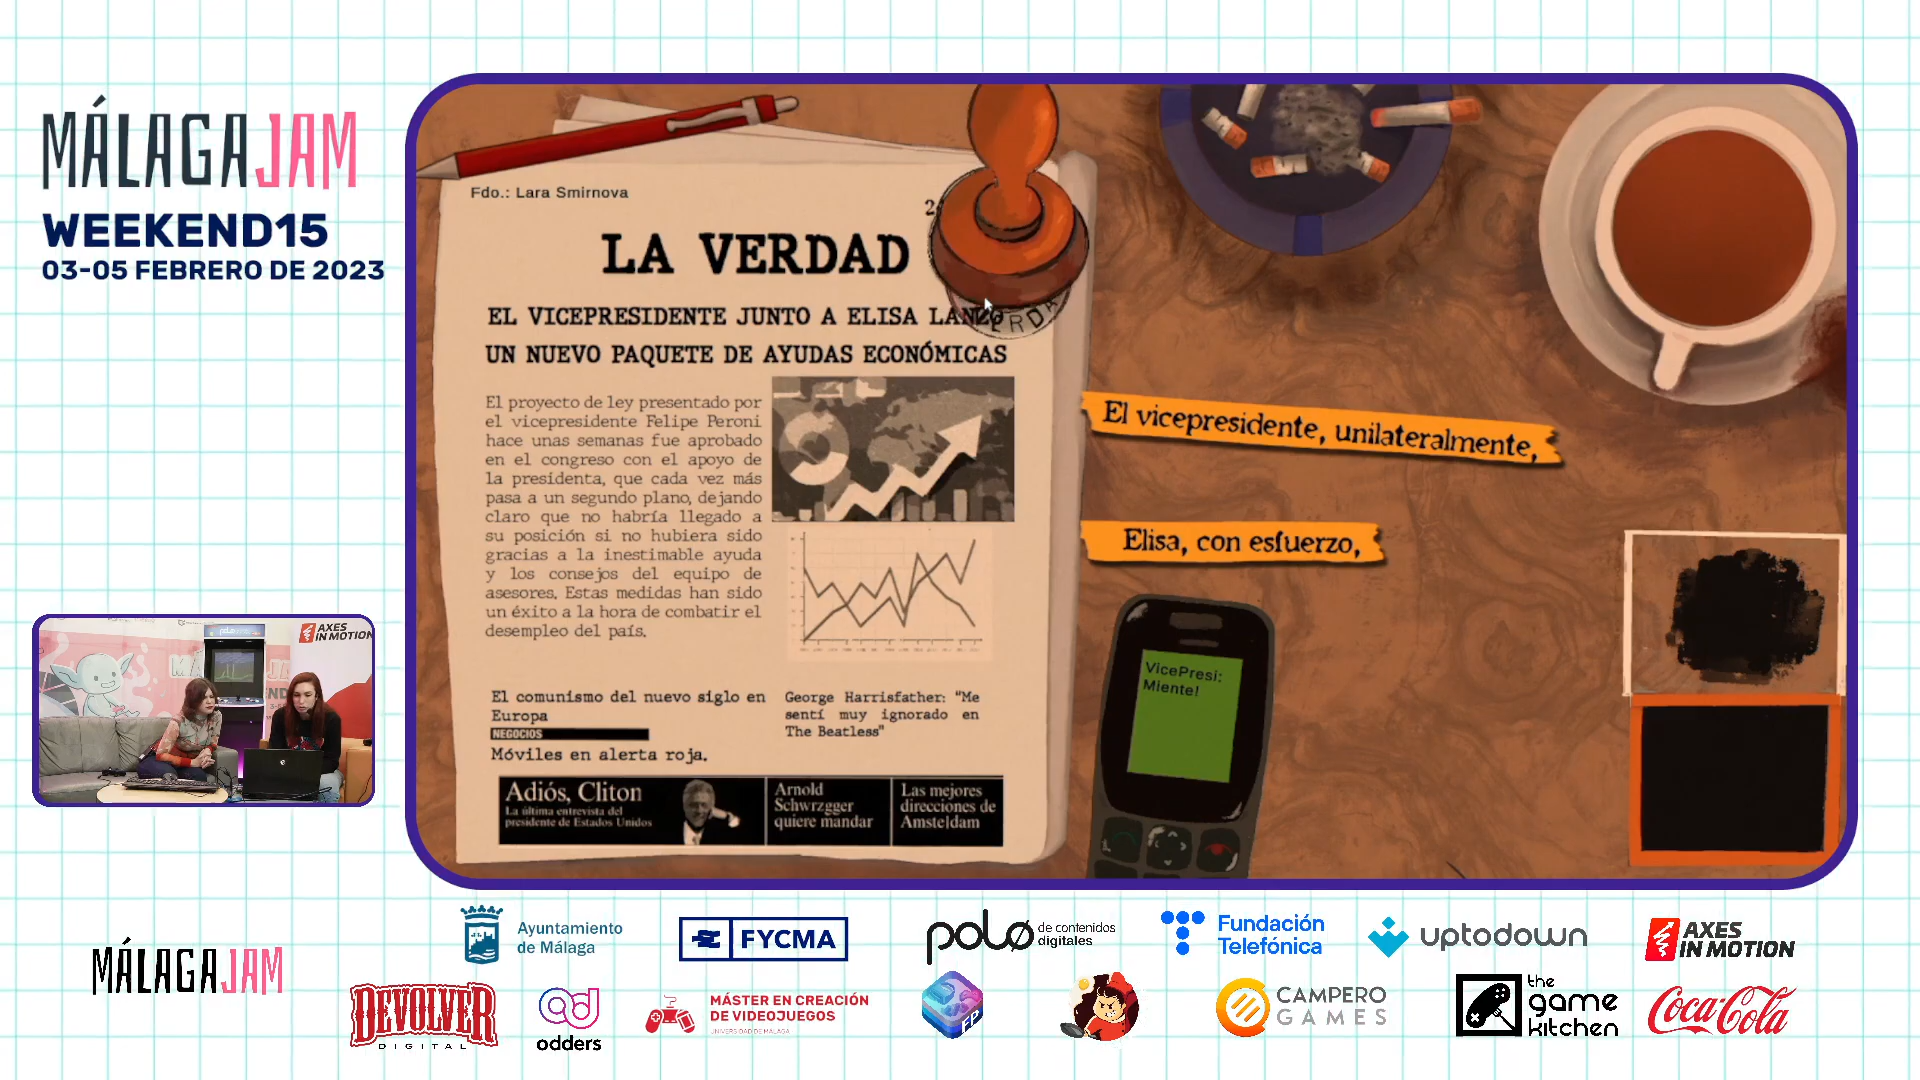 MÁLAGAJAM
WEEKEND15
03-05 FEBRERO DE 2023
Fdo.: Lara Smirnova
2
LA VERDAD
EL VICEPRESIDENTE JUNTO A ELISA LANZO
UN NUEVO PAQUETE DE AYUDAS ECONÓMICAS
El proyecto de ley presentado por
el vicepresidente Felipe Peroni
hace unas semanas fue aprobado
en el congreso con el apoyo de
la presidenta, que cada vez más
pasa a un segundo plano, dejando
claro que no habría llegado a
su posición si no hubiera sido
gracias a la inestimable ayuda
y los consejos del equipo de
asesores. Estas medidas han sido
un éxito a la hora de combatir el
desempleo del país.
El comunismo del nuevo siglo en
Europa
NEGOCIOS
Móviles en alerta roja.
George Harrisfather: "Me
sentí muy ignorado en
The Beatless"
Adiós, Cliton
La última entrevista del
presidente de Estados Unidos
Arnold
Schwrzgger
quiere mandar
Las mejores
direcciones de
Amsteldam
El vicepresidente, unilateralmente,
Elisa, con esfuerzo,
VicePresi:
Miente!
AXES
IN MOTION
MÁLAGAJAM
Ayuntamiento
de Málaga
FYCMA
polo de contenidos
digitales
Fundación
Telefónica
uptodown
AXES
IN MOTION
DEVOLVER
DIGITAL
odders
MÁSTER EN CREACIÓN
DE VIDEOJUEGOS
UNIVERSIDAD DE MÁLAGA
FP
CAMPERO
GAMES
the
game
kitchen
Coca-Cola